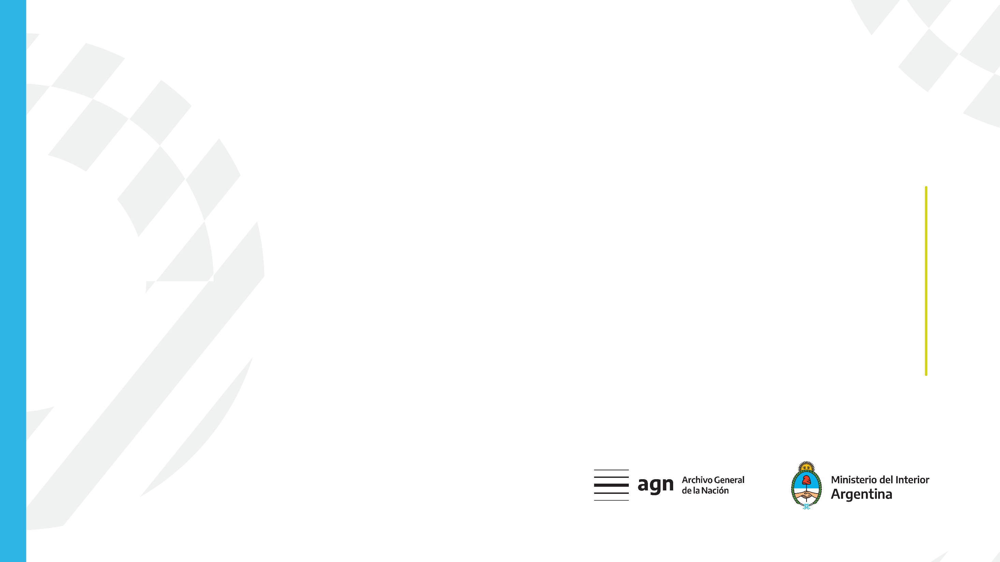 agn
Archivo General
de la Nación
Ministerio del Interior
Argentina